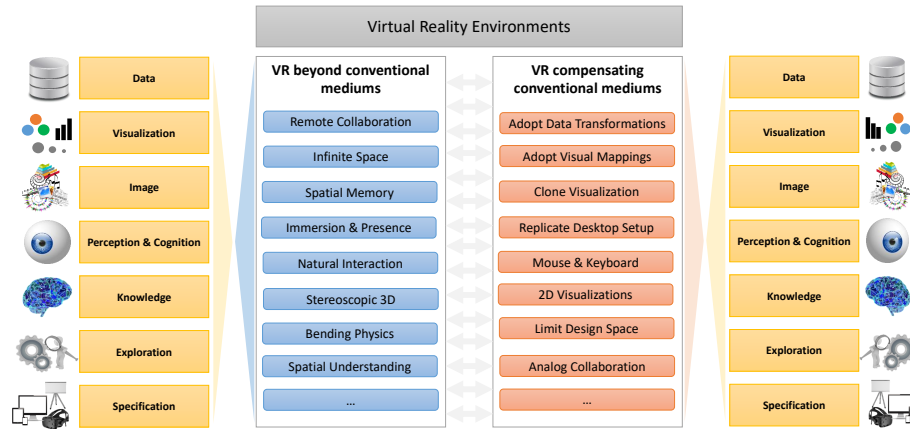 Virtual Reality Environments
Data
Visualization
Image
Perception & Cognition
Knowledge
Exploration
Specification
VR beyond conventional
mediums
Remote Collaboration
Infinite Space
Spatial Memory
Immersion & Presence
Natural Interaction
Stereoscopic 3D
Bending Physics
Spatial Understanding
...
VR compensating
conventional mediums
Adopt Data Transformations
Adopt Visual Mappings
Clone Visualization
Replicate Desktop Setup
Mouse & Keyboard
2D Visualizations
Limit Design Space
Analog Collaboration
...
Data
Visualization
Image
Perception & Cognition
Knowledge
Exploration
Specification